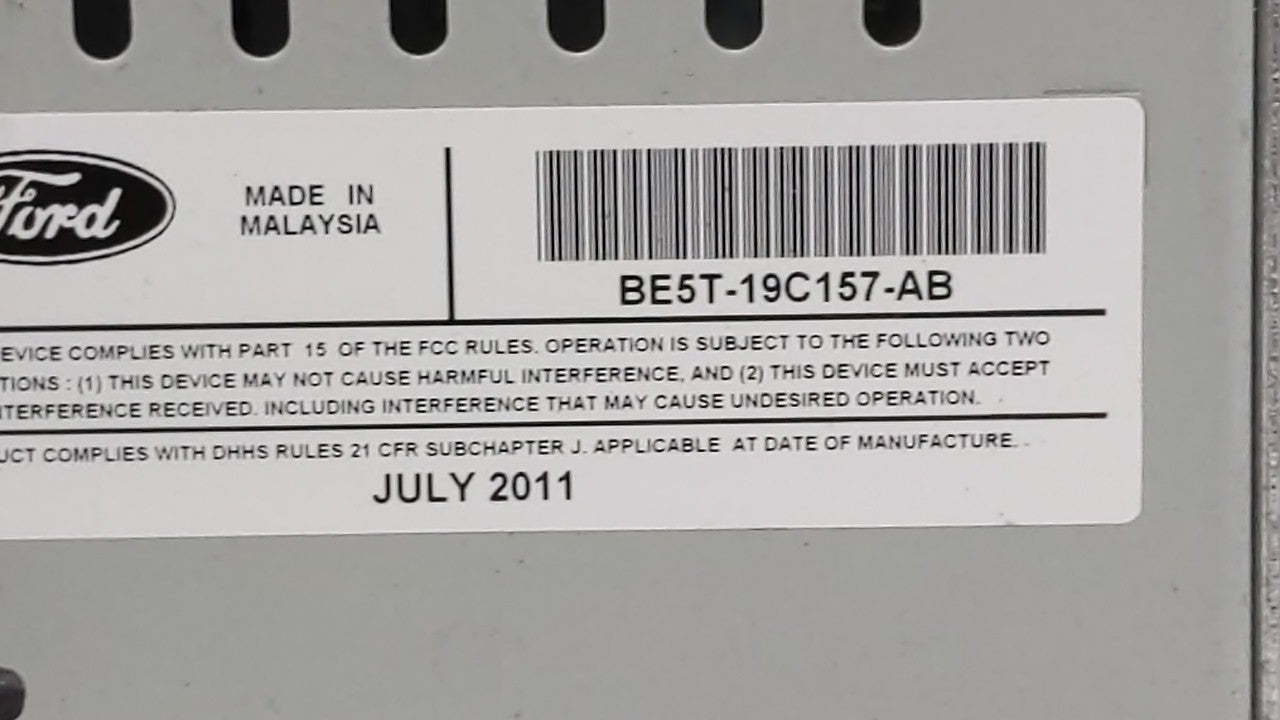 Ford
MADE IN
MALAYSIA
BE5T-19C157-AB
EVICE COMPLIES WITH PART 15 OF THE FCC RULES. OPERATION IS SUBJECT TO THE FOLLOWING TWO
TIONS : (1) THIS DEVICE MAY NOT CAUSE HARMFUL INTERFERENCE, AND (2) THIS DEVICE MUST ACCEPT
NTERFERENCE RECEIVED. INCLUDING INTERFERENCE THAT MAY CAUSE UNDESIRED OPERATION.
UCT COMPLIES WITH DHHS RULES 21 CFR SUBCHAPTER J. APPLICABLE AT DATE OF MANUFACTURE.
JULY 2011